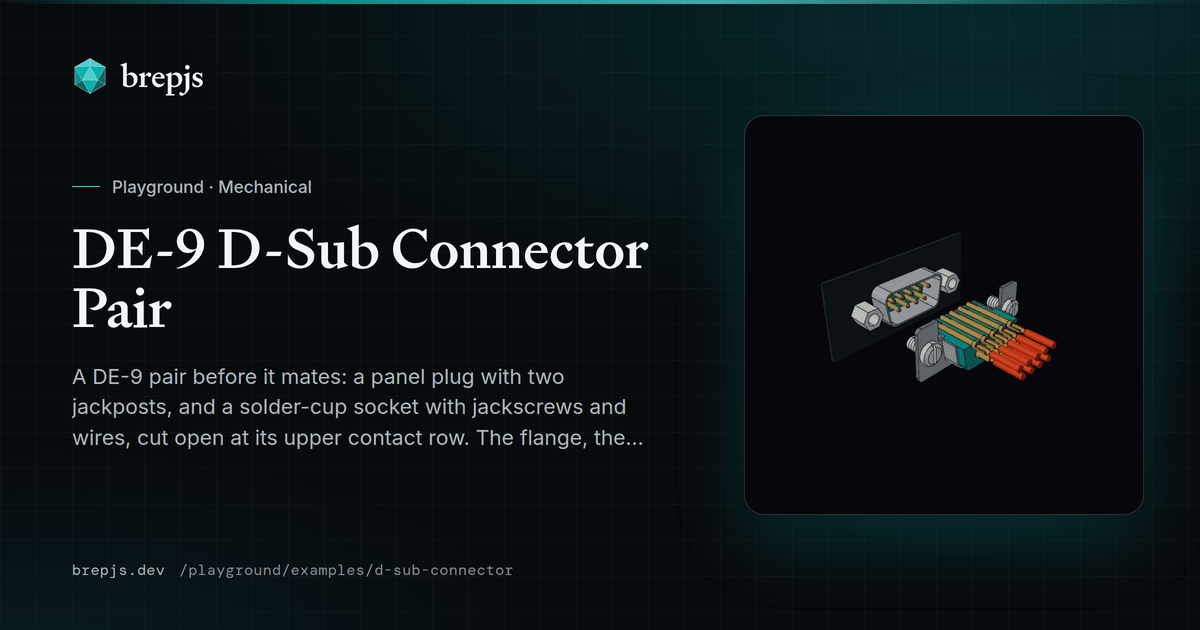 brepjs
Playground · Mechanical
DE-9 D-Sub Connector
Pair
A DE-9 pair before it mates: a panel plug with two
jackposts, and a solder-cup socket with jackscrews and
wires, cut open at its upper contact row. The flange, the...
brepjs.dev /playground/examples/d-sub-connector